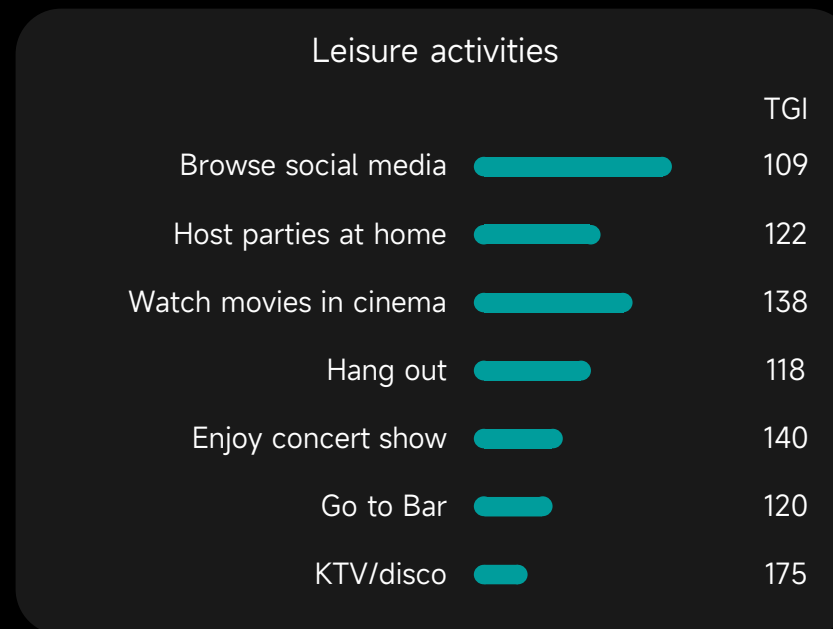 Leisure activities
TGI
Browse social media 109
Host parties at home 122
Watch movies in cinema 138
Hang out 118
Enjoy concert show 140
Go to Bar 120
KTV/disco 175